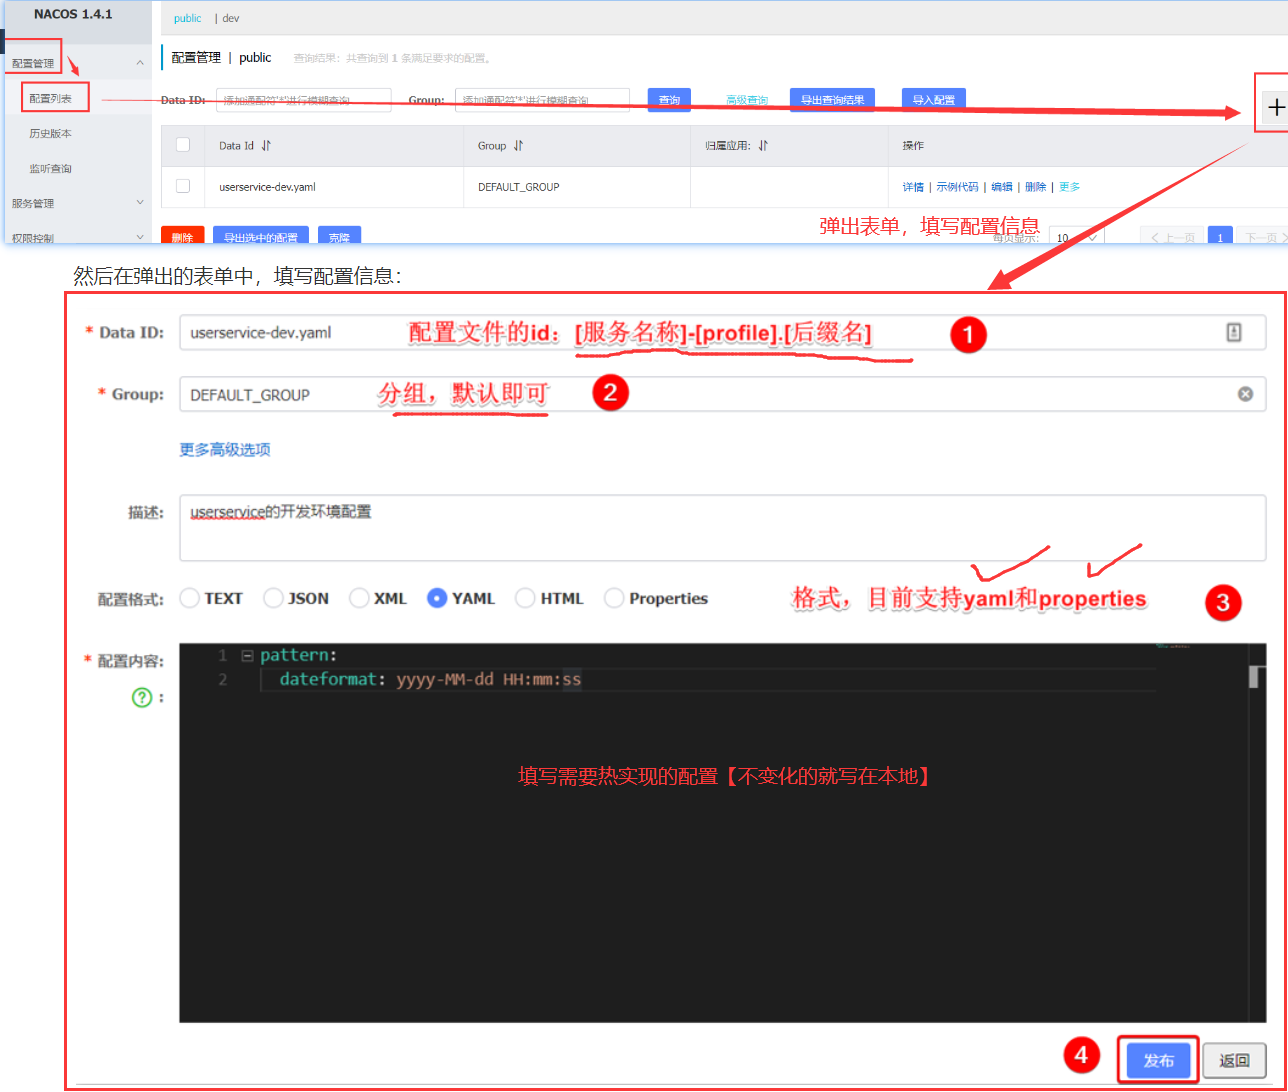 NACOS 1.4.1
public | dev
配置管理
配置管理 | public 查询结果：共查询到 1 条满足要求的配置。
配置列表
Data ID: 添加通配符'*'进行模糊查询 Group: 添加通配符'*'进行模糊查询 查询 高级查询 导出查询结果 导入配置 +
历史版本
Data Id Group 归属应用: 操作
监听查询
userservice-dev.yaml DEFAULT_GROUP 详情 | 示例代码 | 编辑 | 删除 | 更多
服务管理
弹出表单，填写配置信息
权限控制 删除 导出选中的配置 克隆 每页显示: 10 上一页 1 下一页
然后在弹出的表单中，填写配置信息：
* Data ID: userservice-dev.yaml 配置文件的id：[服务名称]-[profile].[后缀名] 1
* Group: DEFAULT_GROUP 分组，默认即可 2
更多高级选项
描述: userservice的开发环境配置
配置格式: TEXT JSON XML YAML HTML Properties 格式，目前支持yaml和properties 3
* 配置内容: 1 pattern:
2 dateformat: yyyy-MM-dd HH:mm:ss
? :
填写需要热实现的配置【不变化的就写在本地】
4 发布 返回